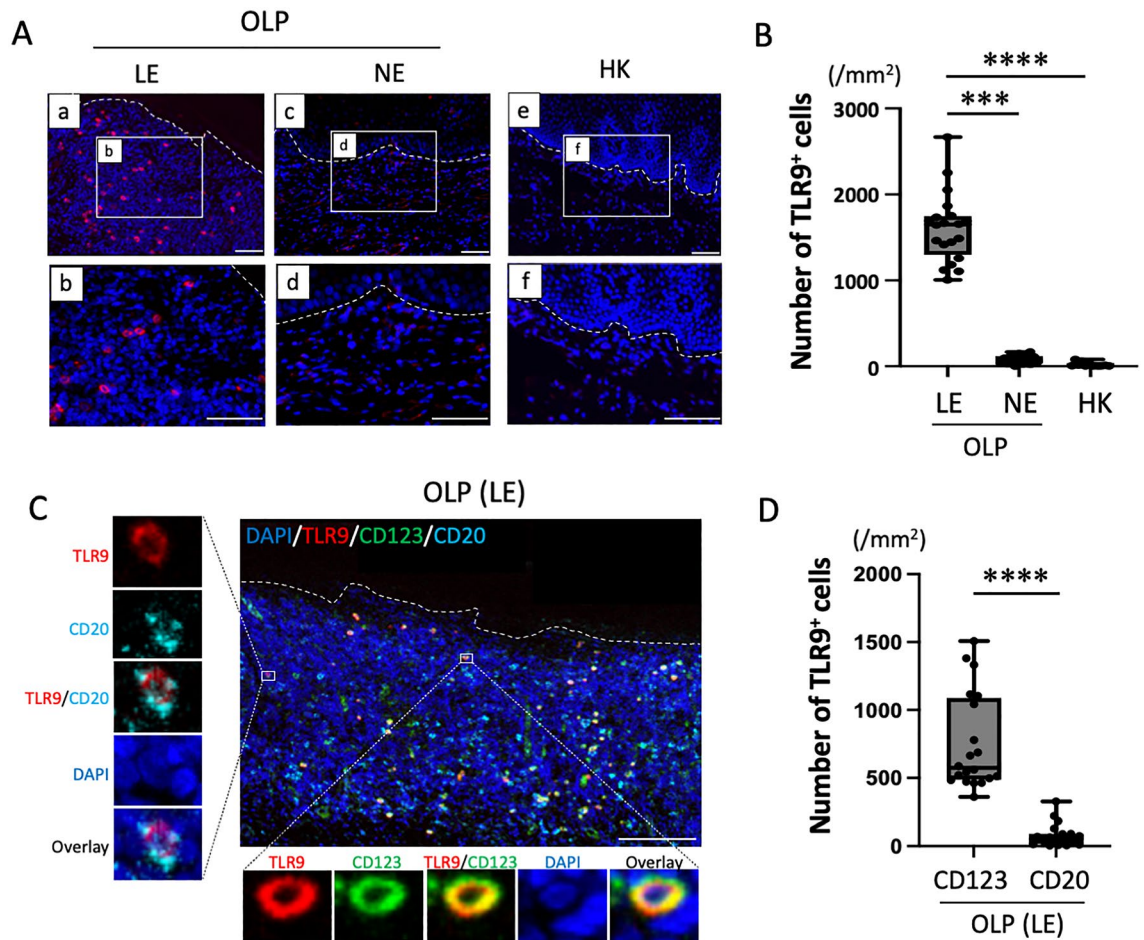 A
OLP
LE
NE
HK
a
b
c
d
e
f
b
d
f
B
(/mm²)
****
***
Number of TLR9⁺ cells
3000
2000
1000
0
LE
NE
HK
OLP
C
OLP (LE)
DAPI/TLR9/CD123/CD20
TLR9
CD20
TLR9/CD20
DAPI
Overlay
TLR9
CD123
TLR9/CD123
DAPI
Overlay
D
(/mm²)
****
Number of TLR9⁺ cells
2000
1500
1000
500
0
CD123
CD20
OLP (LE)